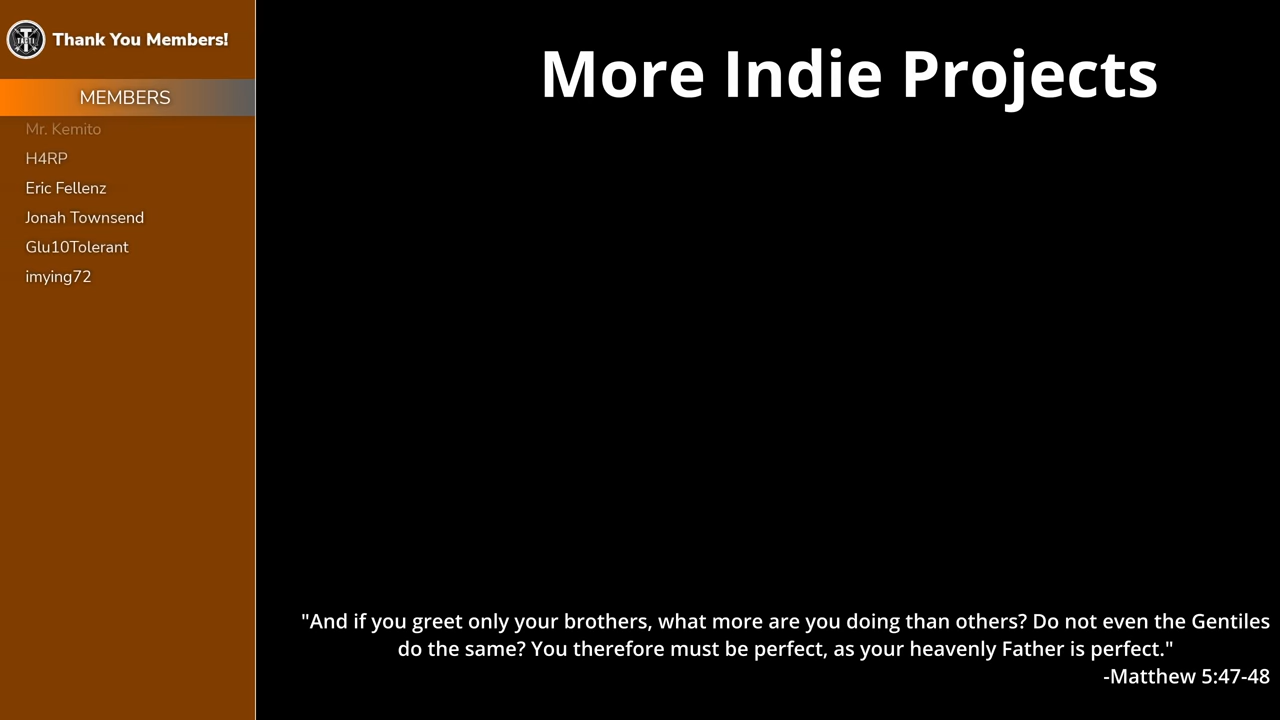 TACTI
Thank You Members!
MEMBERS
Mr. Kemito
H4RP
Eric Fellenz
Jonah Townsend
Glu10Tolerant
imying72
More Indie Projects
"And if you greet only your brothers, what more are you doing than others? Do not even the Gentiles
do the same? You therefore must be perfect, as your heavenly Father is perfect."
-Matthew 5:47-48